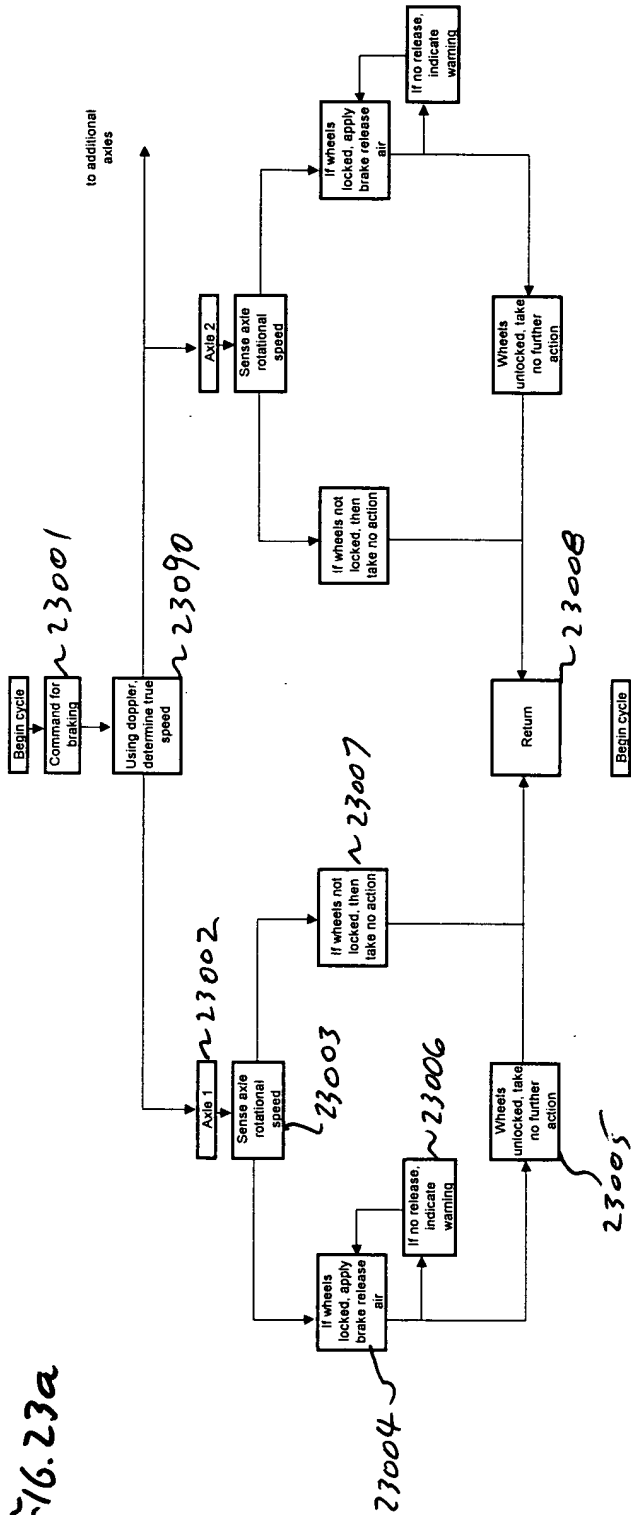 FIG. 23a
Begin cycle
Command for
braking
~ 23001
Using doppler,
determine true
speed
~ 23090
to additional
axles
Axle 1
~ 23002
Sense axle
rotational
speed
23003
If wheels
locked, apply
brake release
air
23004
If no release,
indicate
warning
~ 23006
If wheels not
locked, then
take no action
~ 23007
Wheels
unlocked, take
no further
action
23005
Axle 2
Sense axle
rotational
speed
If wheels not
locked, then
take no action
If wheels
locked, apply
brake release
air
If no release,
indicate
warning
Wheels
unlocked, take
no further
action
Return
~ 23008
Begin cycle